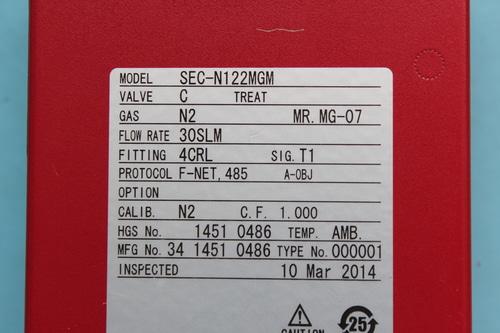 MODEL SEC-N122MGM
VALVE C TREAT
GAS N2 MR.MG-07
FLOW RATE 30SLM
FITTING 4CRL SIG. T1
PROTOCOL F-NET, 485 A-OBJ
OPTION
CALIB. N2 C.F. 1.000
HGS No. 1451 0486 TEMP. AMB.
MFG No. 34 1451 0486 TYPE No. 000001
INSPECTED 10 Mar 2014
CAUTION 25